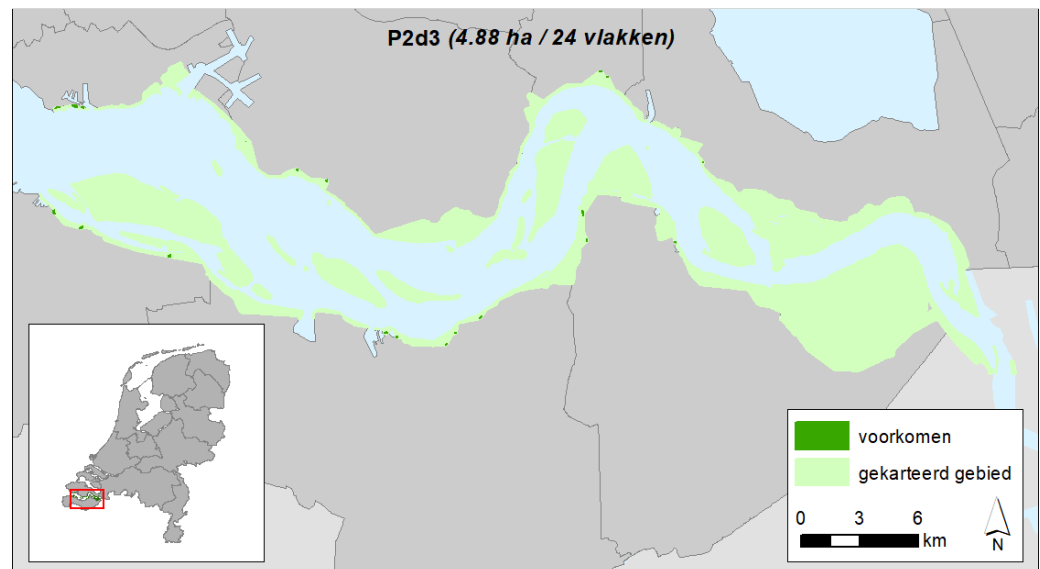 P2d3 (4.88 ha / 24 vlakken)
voorkomen
gekarteerd gebied
0 3 6
km
N